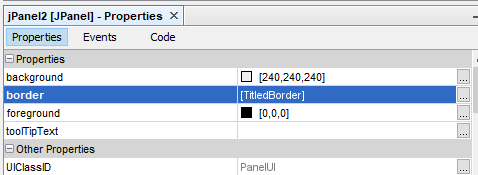 jPanel2 [JPanel] - Properties
Properties Events Code
Properties
background [240,240,240] ...
border [TitledBorder] ...
foreground [0,0,0] ...
toolTipText ...
Other Properties
UIClassID PanelUI ...